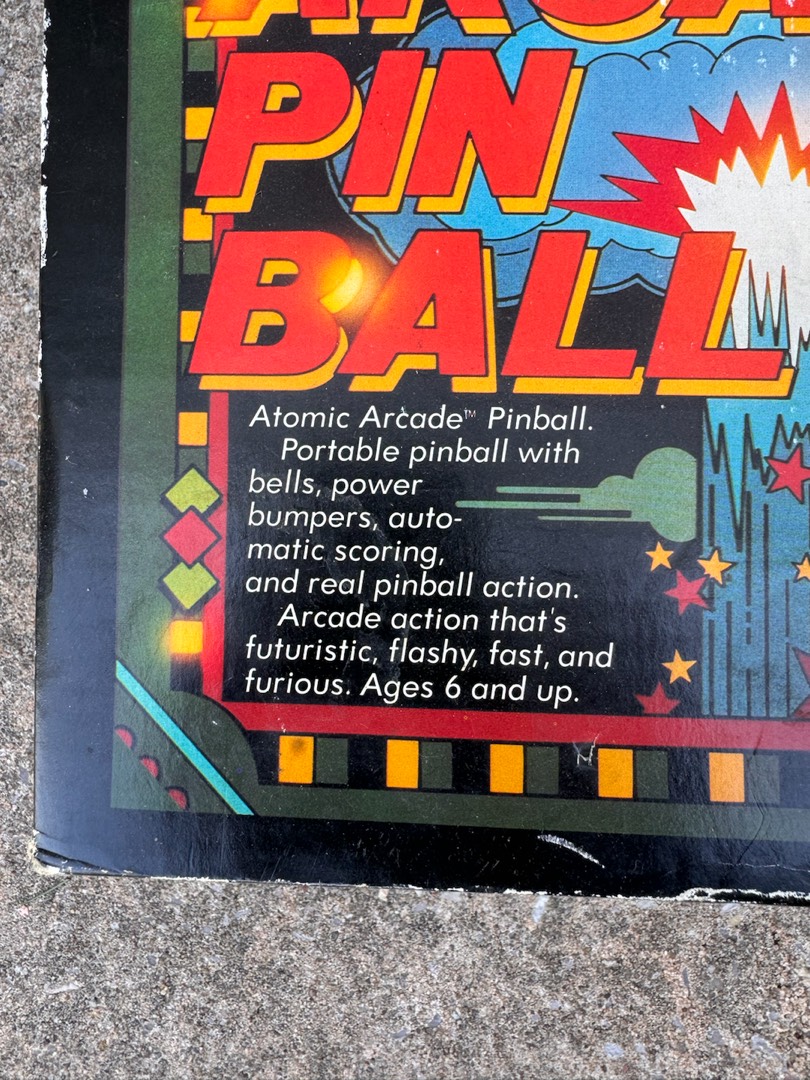 PIN
BALL
Atomic Arcade™ Pinball.
Portable pinball with
bells, power
bumpers, auto-
matic scoring,
and real pinball action.
Arcade action that's
futuristic, flashy, fast, and
furious. Ages 6 and up.